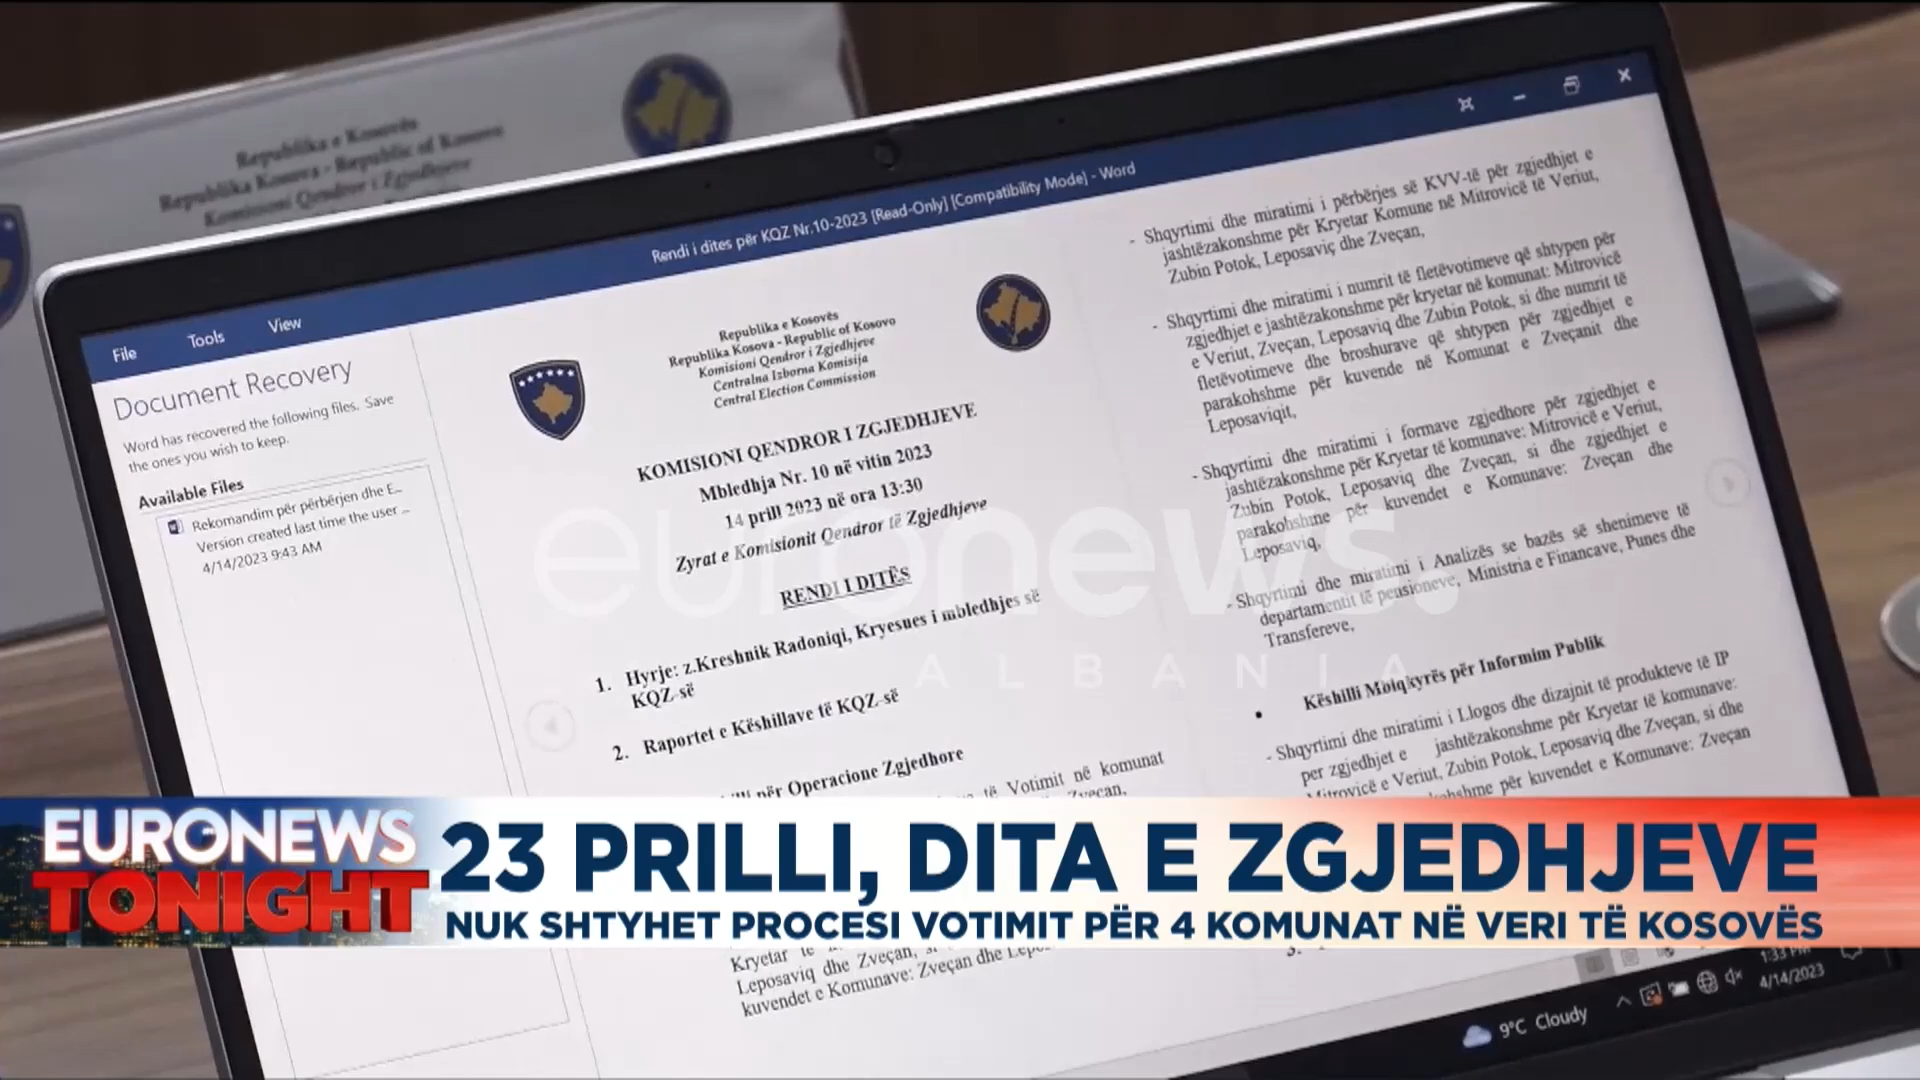 Republika e Kosovës
Republika Kosova - Republic of Kosovo
Komisioni Qendror i Zgjedhjeve
Rendi i dites për KQZ Nr.10-2023 [Read-Only] [Compatibility Mode] - Word
File Tools View
Document Recovery
Word has recovered the following files. Save
the ones you wish to keep.
Available Files
Rekomandim për përbërjen dhe E...
Version created last time the user ...
4/14/2023 9:43 AM
Republika e Kosovës
Republika Kosova - Republic of Kosovo
Komisioni Qendror i Zgjedhjeve
Centralna Izborna Komisija
Central Election Commission
KOMISIONI QENDROR I ZGJEDHJEVE
Mbledhja Nr. 10 në vitin 2023
14 prill 2023 në ora 13:30
Zyrat e Komisionit Qendror të Zgjedhjeve
RENDI I DITËS
1. Hyrje: z.Kreshnik Radoniqi, Kryesues i mbledhjes së
KQZ-së
2. Raportet e Këshillave të KQZ-së
për Operacione Zgjedhore
të Votimit në komunat
Zveçan,
Kryetar të
Leposaviq dhe Zveçan,
kuvendet e Komunave: Zveçan dhe
- Shqyrtimi dhe miratimi i përbërjes së KVV-të për zgjedhjet e
jashtëzakonshme për Kryetar Komune në Mitrovicë të Veriut,
Zubin Potok, Leposaviç dhe Zveçan,
- Shqyrtimi dhe miratimi i numrit të fletëvotimeve që shtypen për
zgjedhjet e jashtëzakonshme për kryetar në komunat: Mitrovicë
e Veriut, Zveçan, Leposaviq dhe Zubin Potok, si dhe numrit të
fletëvotimeve dhe broshurave që shtypen për zgjedhjet e
parakohshme për kuvende në Komunat e Zveçanit dhe
Leposaviqit,
- Shqyrtimi dhe miratimi i formave zgjedhore për zgjedhjet e
jashtëzakonshme për Kryetar të komunave: Mitrovicë e Veriut,
Zubin Potok, Leposaviq dhe Zveçan, si dhe zgjedhjet e
parakohshme për kuvendet e Komunave: Zveçan dhe
Leposaviq,
- Shqyrtimi dhe miratimi i Analizës se bazës së shenimeve të
departamentit të pensioneve, Ministria e Financave, Punes dhe
Transfereve,
• Këshilli Mbiqkyrës për Informim Publik
- Shqyrtimi dhe miratimi i Llogos dhe dizajnit të produkteve të IP
per zgjedhjet e jashtëzakonshme për Kryetar të komunave:
Mitrovicë e Veriut, Zubin Potok, Leposaviq dhe Zveçan, si dhe
për kuvendet e Komunave: Zveçan
3.
euronews.
ALBANIA
EURONEWS
TONIGHT
23 PRILLI, DITA E ZGJEDHJEVE
NUK SHTYHET PROCESI VOTIMIT PËR 4 KOMUNAT NË VERI TË KOSOVËS
9°C Cloudy
1:33 PM
4/14/2023